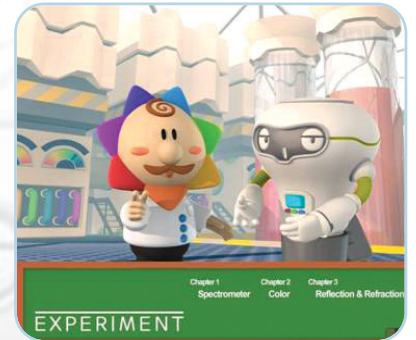 Chapter 1 Chapter 2 Chapter 3
Spectrometer Color Reflection & Refraction
EXPERIMENT